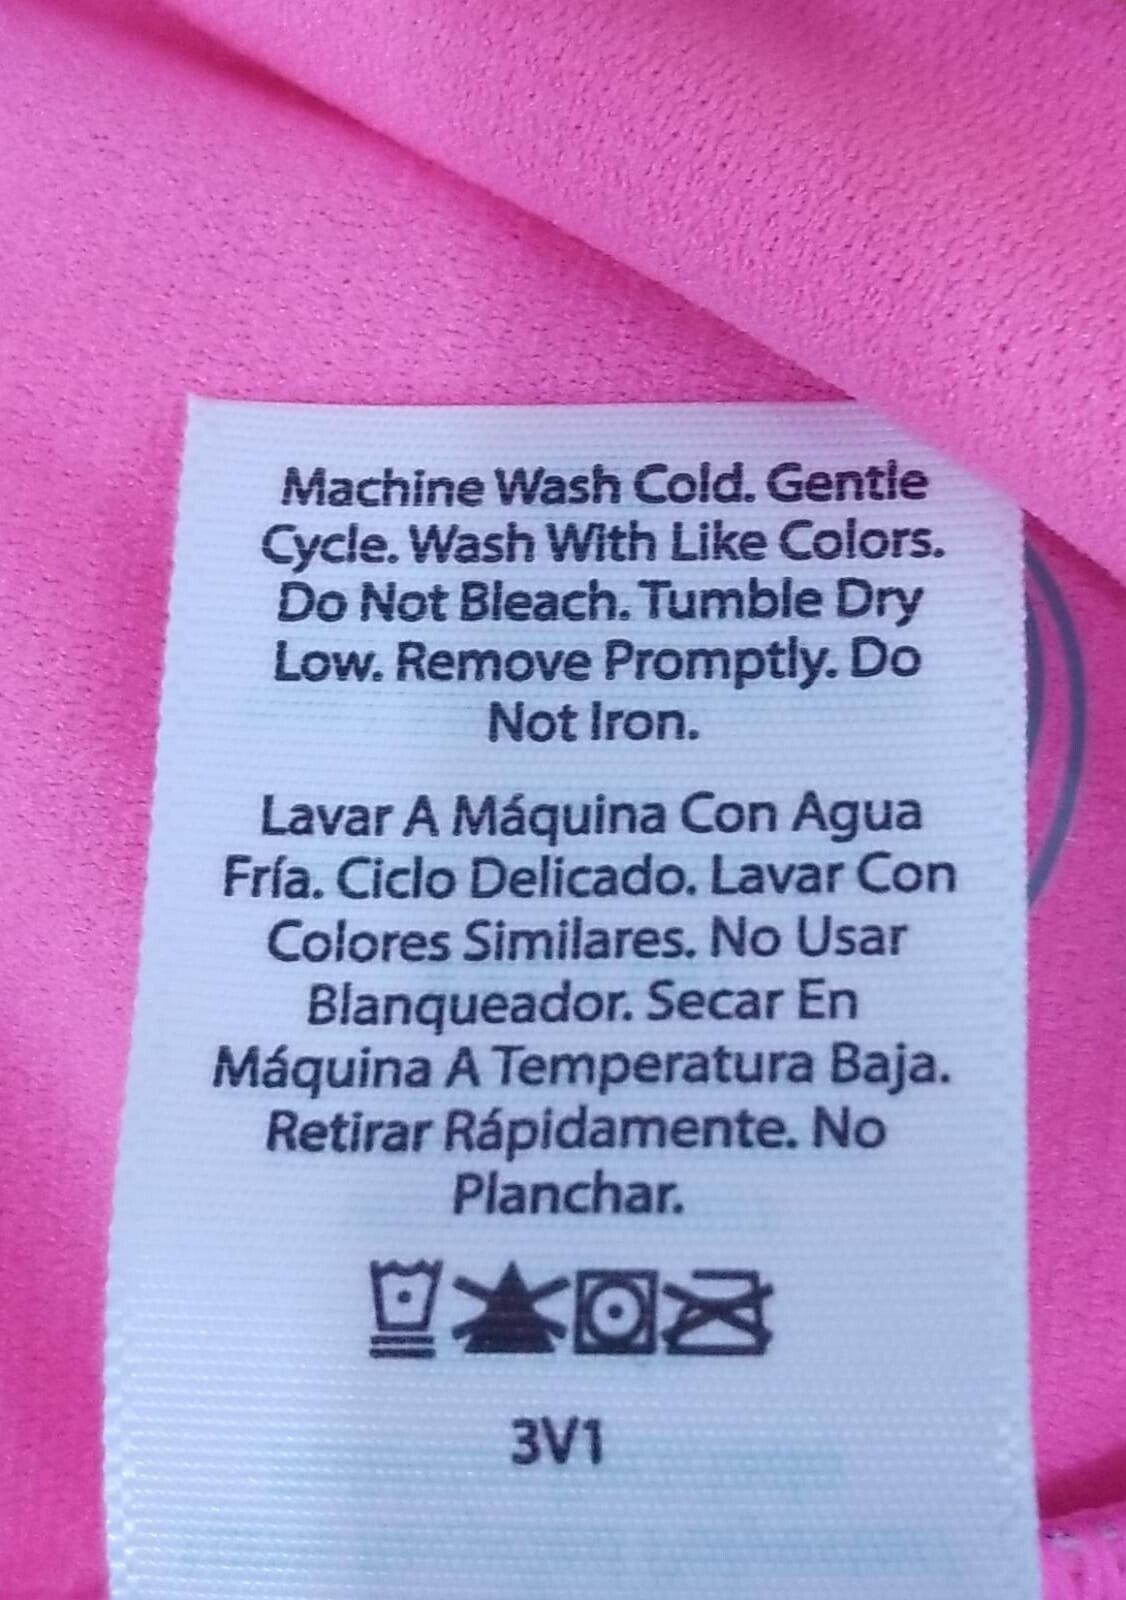 Machine Wash Cold. Gentle
Cycle. Wash With Like Colors.
Do Not Bleach. Tumble Dry
Low. Remove Promptly. Do
Not Iron.
Lavar A Máquina Con Agua
Fría. Ciclo Delicado. Lavar Con
Colores Similares. No Usar
Blanqueador. Secar En
Máquina A Temperatura Baja.
Retirar Rápidamente. No
Planchar.
3V1